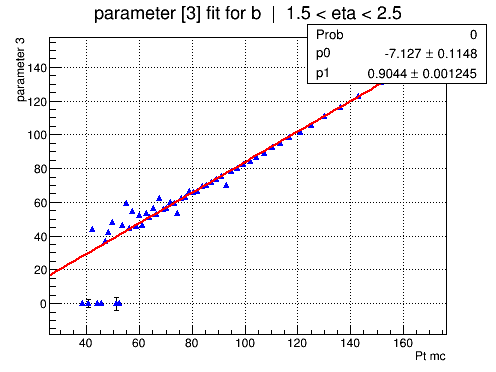 parameter [3] fit for b | 1.5 < eta < 2.5
Prob 0
p0 -7.127 ± 0.1148
p1 0.9044 ± 0.001245
parameter 3
140
120
100
80
60
40
20
0
40 60 80 100 120 140 160
Pt mc